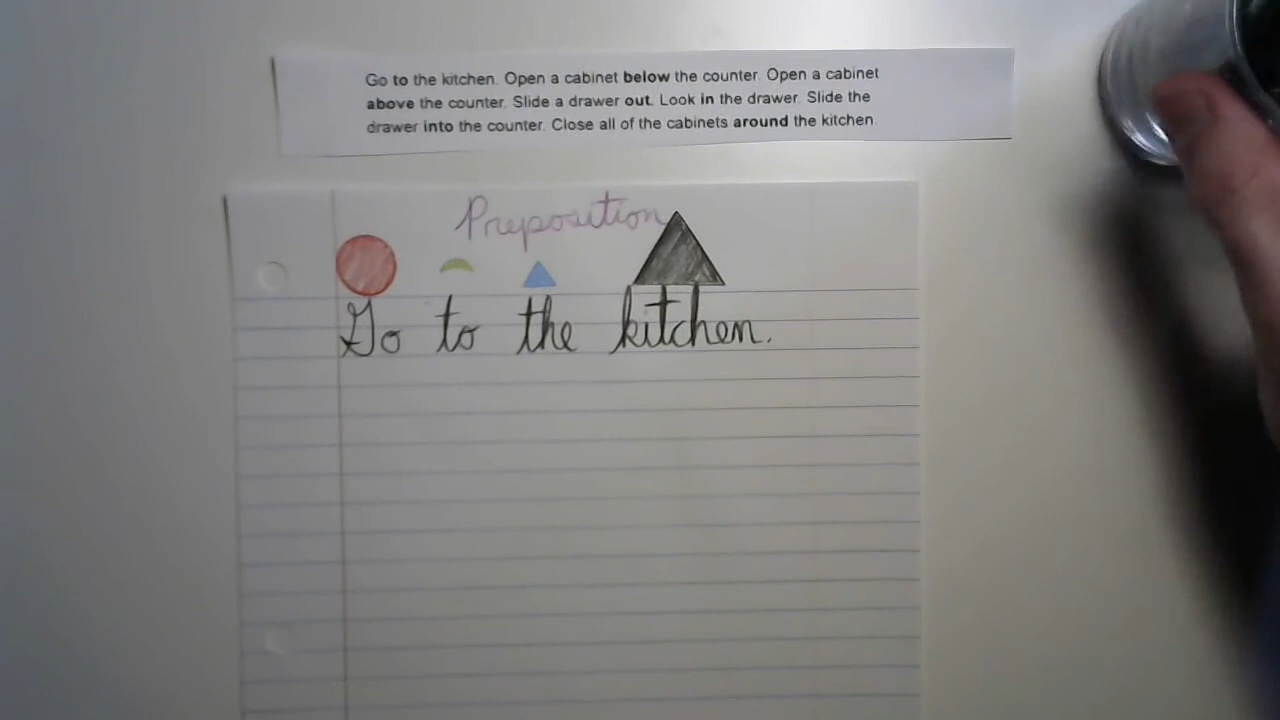 Go to the kitchen. Open a cabinet below the counter. Open a cabinet
above the counter. Slide a drawer out. Look in the drawer. Slide the
drawer into the counter. Close all of the cabinets around the kitchen.
Preposition
Go to the kitchen.